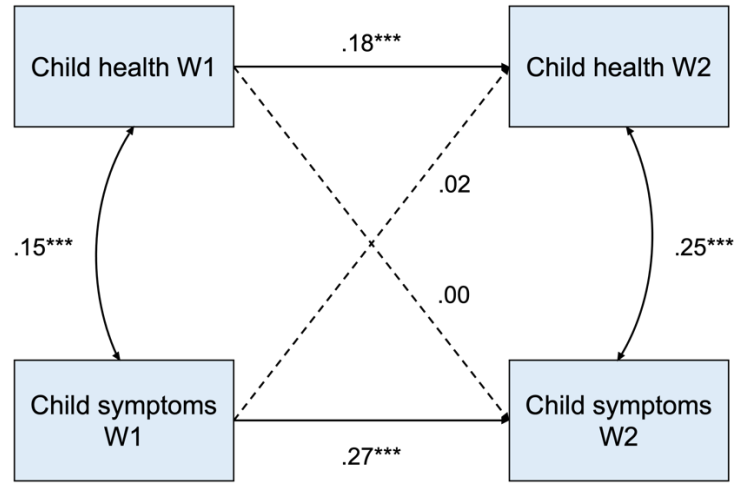 .18***
Child health W1
Child health W2
.02
.15***
.25***
.00
Child symptoms
W1
Child symptoms
W2
.27***